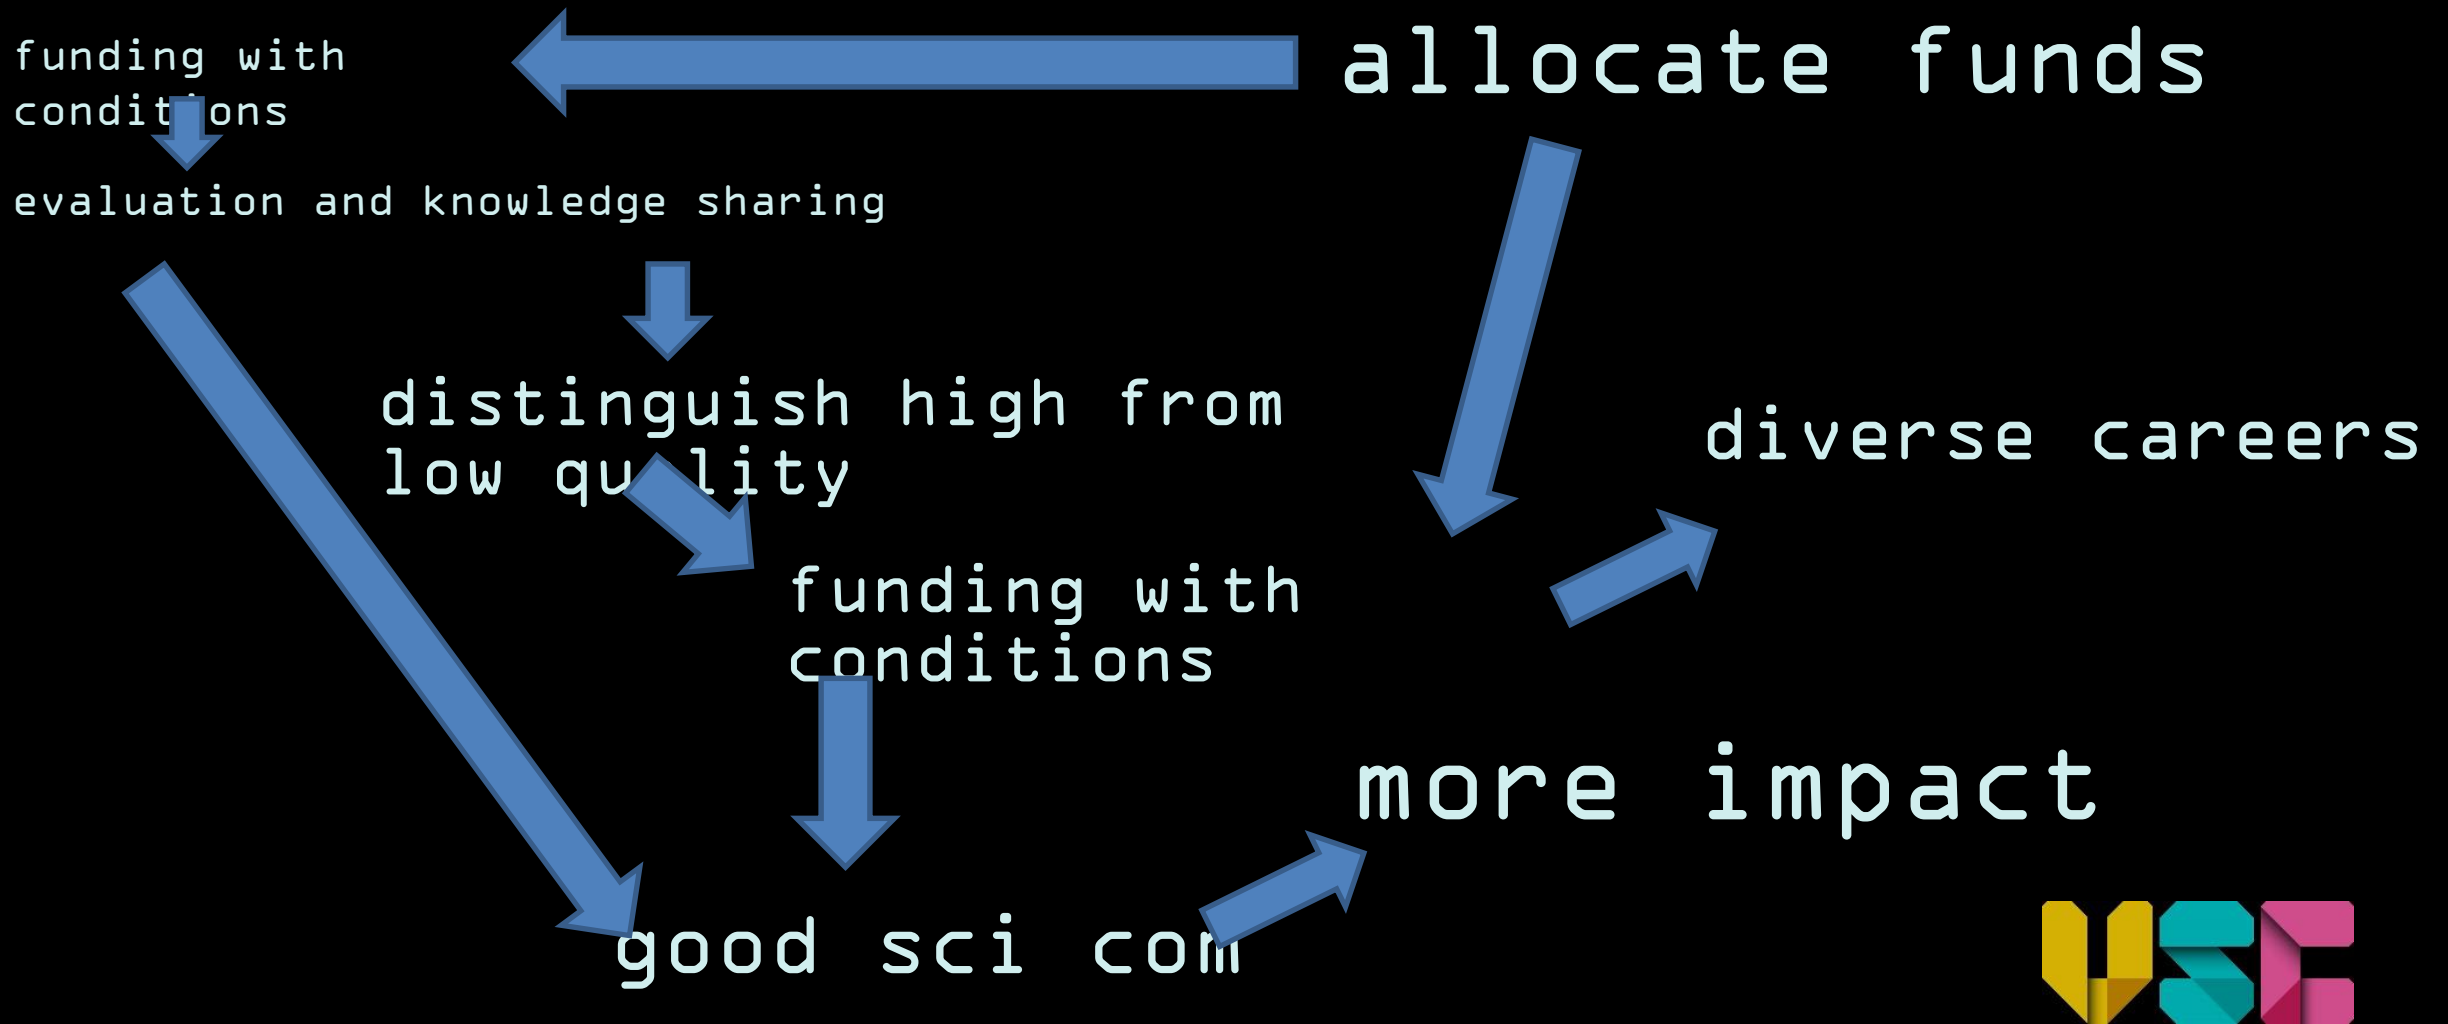 funding with
conditions
allocate funds
evaluation and knowledge sharing
distinguish high from
low quality
diverse careers
funding with
conditions
more impact
good sci com
VSC